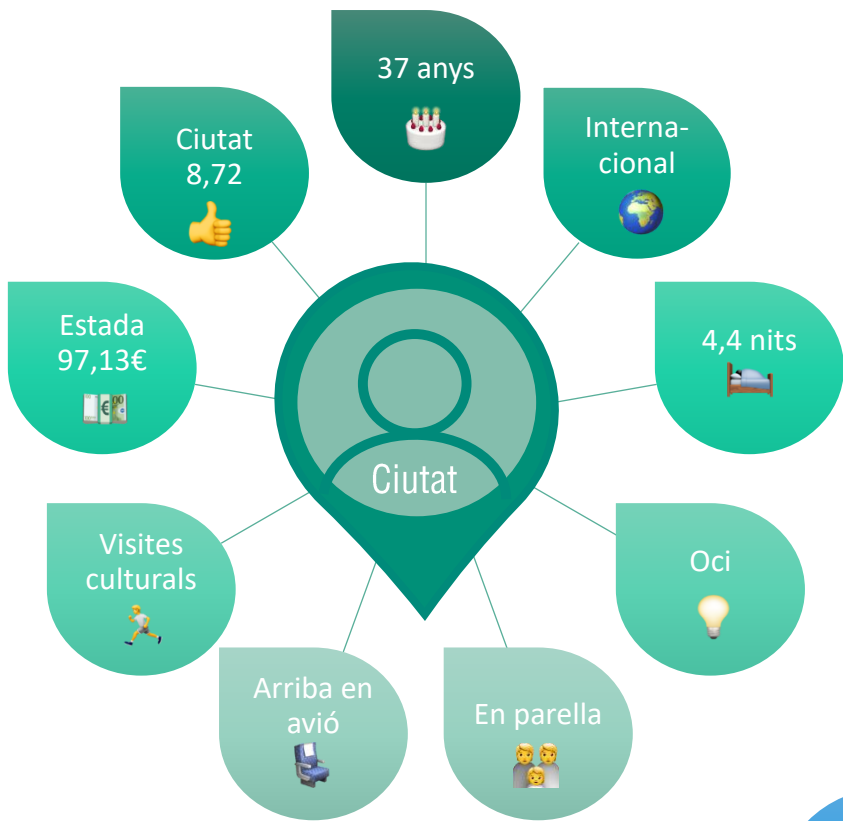 37 anys
Interna-
cional
4,4 nits
Oci
En parella
Arriba en
avió
Visites
culturals
Estada
97,13€
Ciutat
8,72
Ciutat